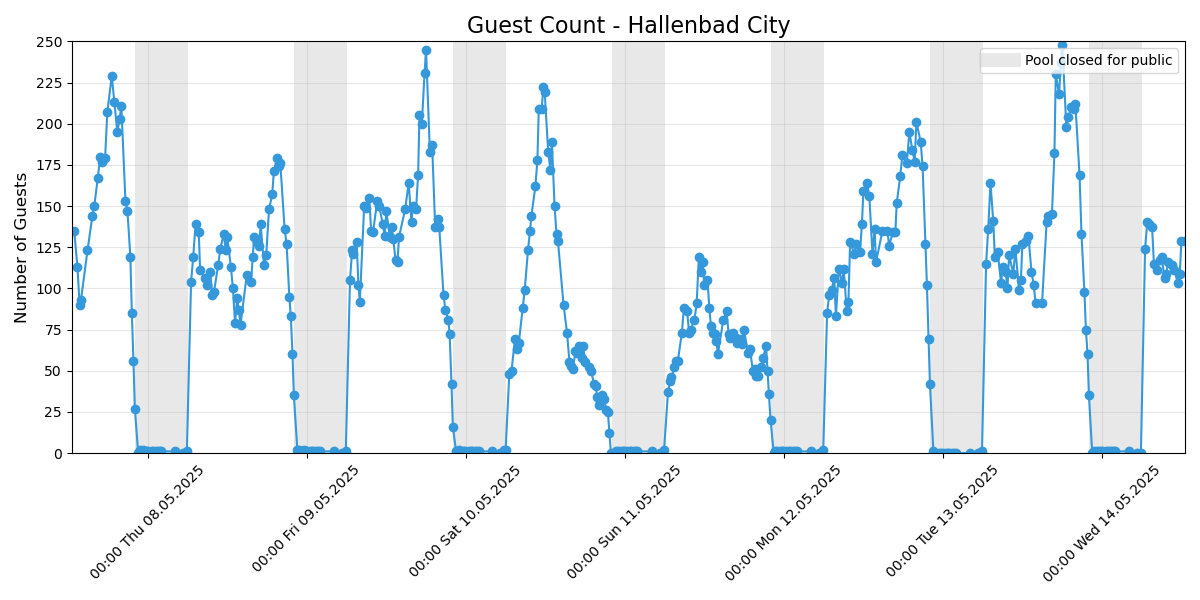 Guest Count - Hallenbad City
Pool closed for public
Number of Guests
250
225
200
175
150
125
100
75
50
25
0
00:00 Thu 08.05.2025
00:00 Fri 09.05.2025
00:00 Sat 10.05.2025
00:00 Sun 11.05.2025
00:00 Mon 12.05.2025
00:00 Tue 13.05.2025
00:00 Wed 14.05.2025